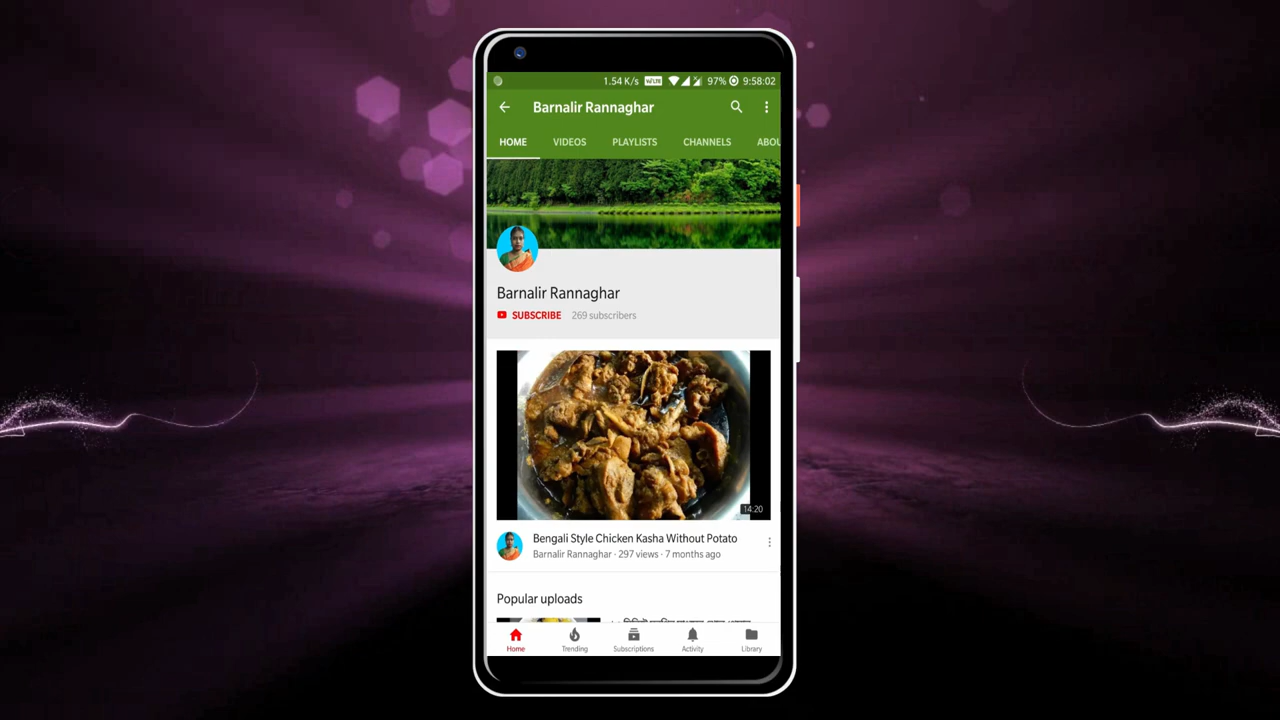 1.54 K/s VoLTE 97% 9:58:02
Barnalir Rannaghar
HOME VIDEOS PLAYLISTS CHANNELS ABOU
Barnalir Rannaghar
SUBSCRIBE 269 subscribers
14:20
Bengali Style Chicken Kasha Without Potato
Barnalir Rannaghar · 297 views · 7 months ago
Popular uploads
Home Trending Subscriptions Activity Library